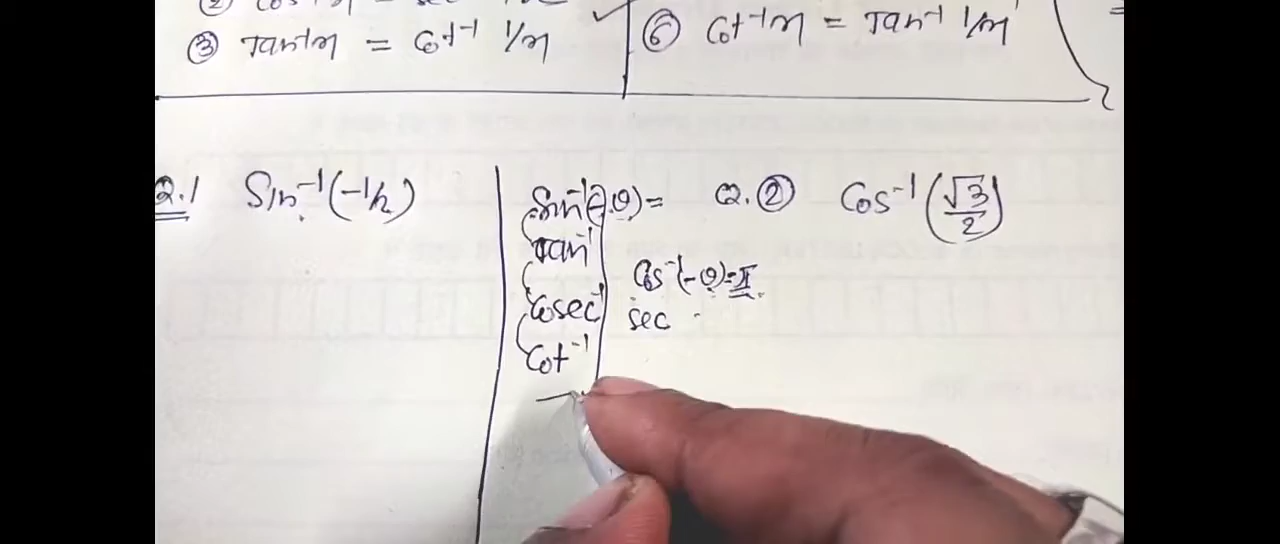 ③ Tan⁻¹x = Cot⁻¹ 1/x
⑥ Cot⁻¹x = Tan⁻¹ 1/x
Q.1 Sin⁻¹(-1/2)
Sin⁻¹(-θ)=
Tan⁻¹
Cosec⁻¹
Cot⁻¹
Cos⁻¹(-θ)=π
sec
Q.② Cos⁻¹(√3/2)